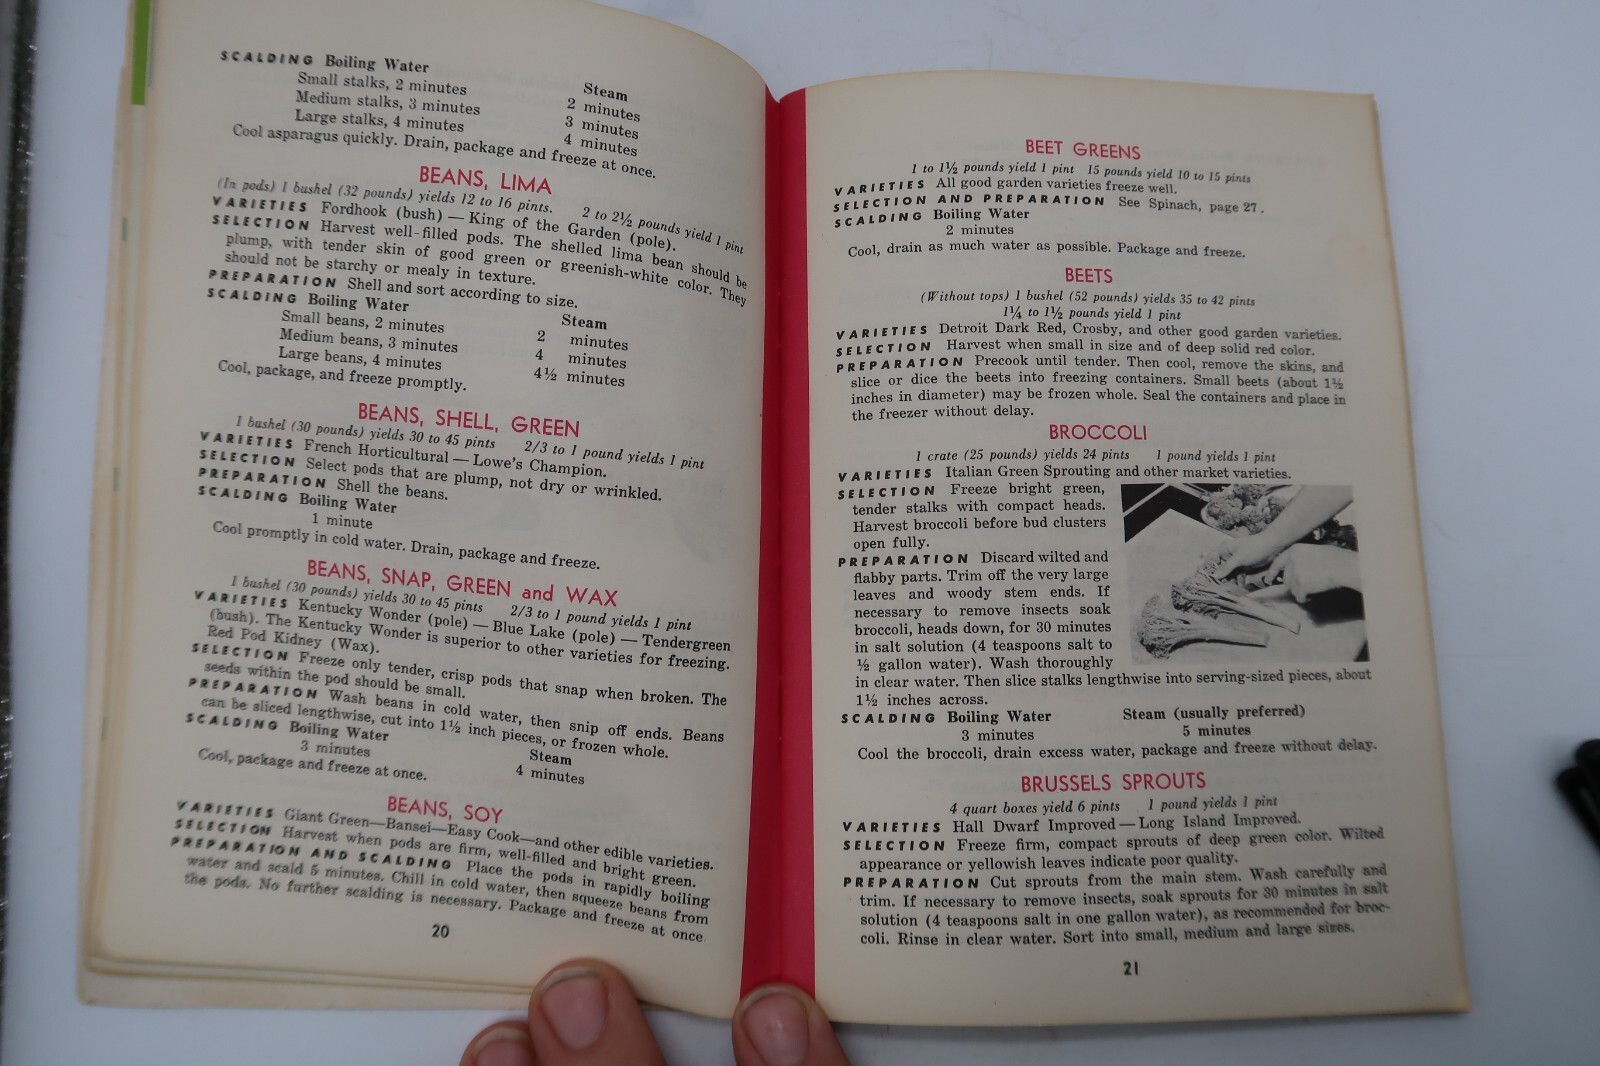 SCALDING Boiling Water Steam
Small stalks, 2 minutes 2 minutes
Medium stalks, 3 minutes 3 minutes
Large stalks, 4 minutes 4 minutes
Cool asparagus quickly. Drain, package and freeze at once.
BEANS, LIMA
(In pods) 1 bushel (32 pounds) yields 12 to 16 pints. 2 to 2½ pounds yield 1 pint
VARIETIES Fordhook (bush) — King of the Garden (pole).
SELECTION Harvest well-filled pods. The shelled lima bean should be
plump, with tender skin of good green or greenish-white color. They
should not be starchy or mealy in texture.
PREPARATION Shell and sort according to size.
SCALDING Boiling Water Steam
Small beans, 2 minutes 2 minutes
Medium beans, 3 minutes 4 minutes
Large beans, 4 minutes 4½ minutes
Cool, package, and freeze promptly.
BEANS, SHELL, GREEN
1 bushel (30 pounds) yields 30 to 45 pints 2/3 to 1 pound yields 1 pint
VARIETIES French Horticultural — Lowe's Champion.
SELECTION Select pods that are plump, not dry or wrinkled.
PREPARATION Shell the beans.
SCALDING Boiling Water
1 minute
Cool promptly in cold water. Drain, package and freeze.
BEANS, SNAP, GREEN and WAX
1 bushel (30 pounds) yields 30 to 45 pints 2/3 to 1 pound yields 1 pint
VARIETIES Kentucky Wonder (pole) — Blue Lake (pole) — Tendergreen
(bush). The Kentucky Wonder is superior to other varieties for freezing.
Red Pod Kidney (Wax).
SELECTION Freeze only tender, crisp pods that snap when broken. The
seeds within the pod should be small.
PREPARATION Wash beans in cold water, then snip off ends. Beans
can be sliced lengthwise, cut into 1½ inch pieces, or frozen whole.
SCALDING Boiling Water Steam
3 minutes 4 minutes
Cool, package and freeze at once.
BEANS, SOY
VARIETIES Giant Green—Bansei—Easy Cook—and other edible varieties.
SELECTION Harvest when pods are firm, well-filled and bright green.
PREPARATION AND SCALDING Place the pods in rapidly boiling
water and scald 5 minutes. Chill in cold water, then squeeze beans from
the pods. No further scalding is necessary. Package and freeze at once
20
BEET GREENS
1 to 1½ pounds yield 1 pint 15 pounds yield 10 to 15 pints
VARIETIES All good garden varieties freeze well.
SELECTION AND PREPARATION See Spinach, page 27.
SCALDING Boiling Water
2 minutes
Cool, drain as much water as possible. Package and freeze.
BEETS
(Without tops) 1 bushel (52 pounds) yields 35 to 42 pints
1¼ to 1½ pounds yield 1 pint
VARIETIES Detroit Dark Red, Crosby, and other good garden varieties.
SELECTION Harvest when small in size and of deep solid red color.
PREPARATION Precook until tender. Then cool, remove the skins, and
slice or dice the beets into freezing containers. Small beets (about 1½
inches in diameter) may be frozen whole. Seal the containers and place in
the freezer without delay.
BROCCOLI
1 crate (25 pounds) yields 24 pints 1 pound yields 1 pint
VARIETIES Italian Green Sprouting and other market varieties.
SELECTION Freeze bright green,
tender stalks with compact heads.
Harvest broccoli before bud clusters
open fully.
PREPARATION Discard wilted and
flabby parts. Trim off the very large
leaves and woody stem ends. If
necessary to remove insects soak
broccoli, heads down, for 30 minutes
in salt solution (4 teaspoons salt to
½ gallon water). Wash thoroughly
in clear water. Then slice stalks lengthwise into serving-sized pieces, about
1½ inches across.
SCALDING Boiling Water Steam (usually preferred)
3 minutes 5 minutes
Cool the broccoli, drain excess water, package and freeze without delay.
BRUSSELS SPROUTS
4 quart boxes yield 6 pints 1 pound yields 1 pint
VARIETIES Hall Dwarf Improved — Long Island Improved.
SELECTION Freeze firm, compact sprouts of deep green color. Wilted
appearance or yellowish leaves indicate poor quality.
PREPARATION Cut sprouts from the main stem. Wash carefully and
trim. If necessary to remove insects, soak sprouts for 30 minutes in salt
solution (4 teaspoons salt in one gallon water), as recommended for broc-
coli. Rinse in clear water. Sort into small, medium and large sizes.
21